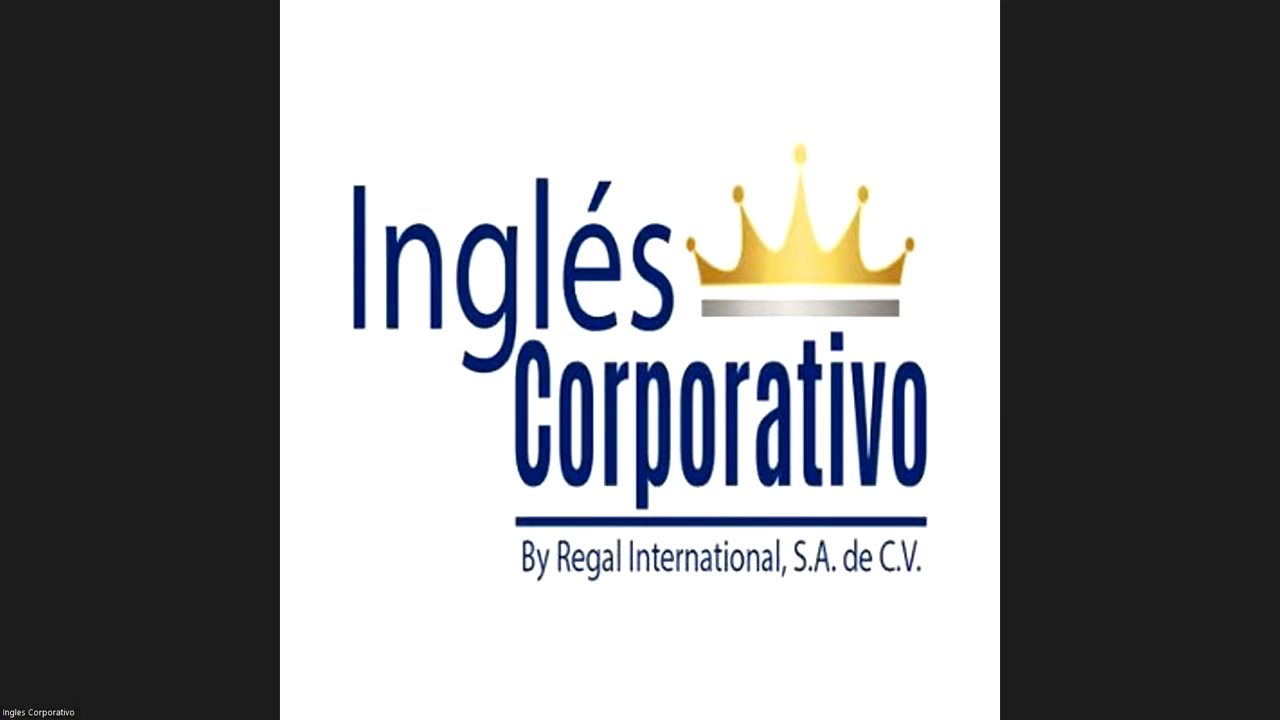 Inglés
Corporativo
By Regal International, S.A. de C.V.
Ingles Corporativo